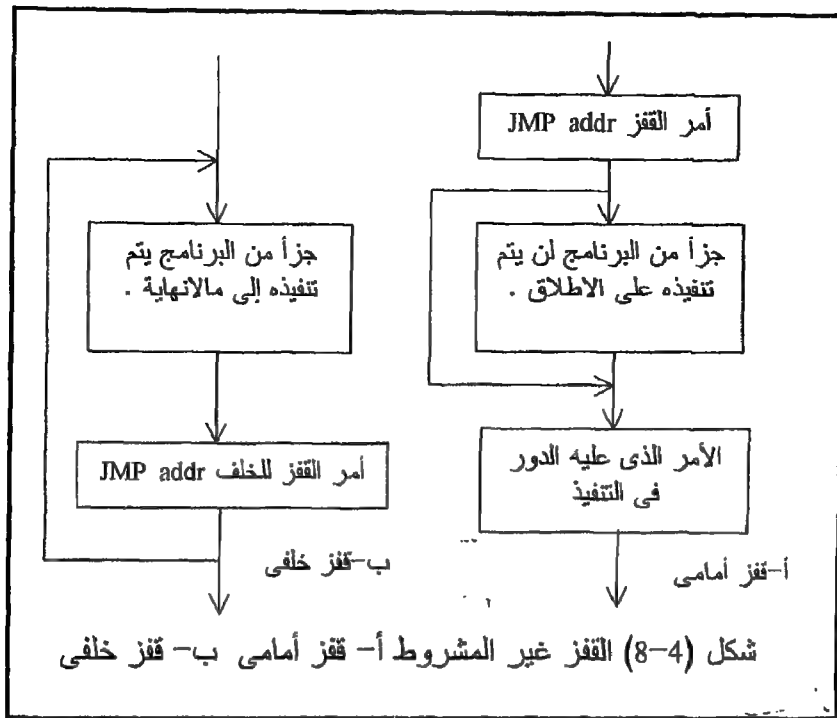 أمر القفز JMP addr
جزأ من البرنامج لن يتم
تنفيذه على الاطلاق .
الأمر الذى عليه الدور
فى التنفيذ
أ-قفز أمامى
جزأ من البرنامج يتم
تنفيذه إلى مالانهاية .
أمر القفز للخلف JMP addr
ب-قفز خلفى
شكل (4-8) القفز غير المشروط أ- قفز أمامى ب- قفز خلفى